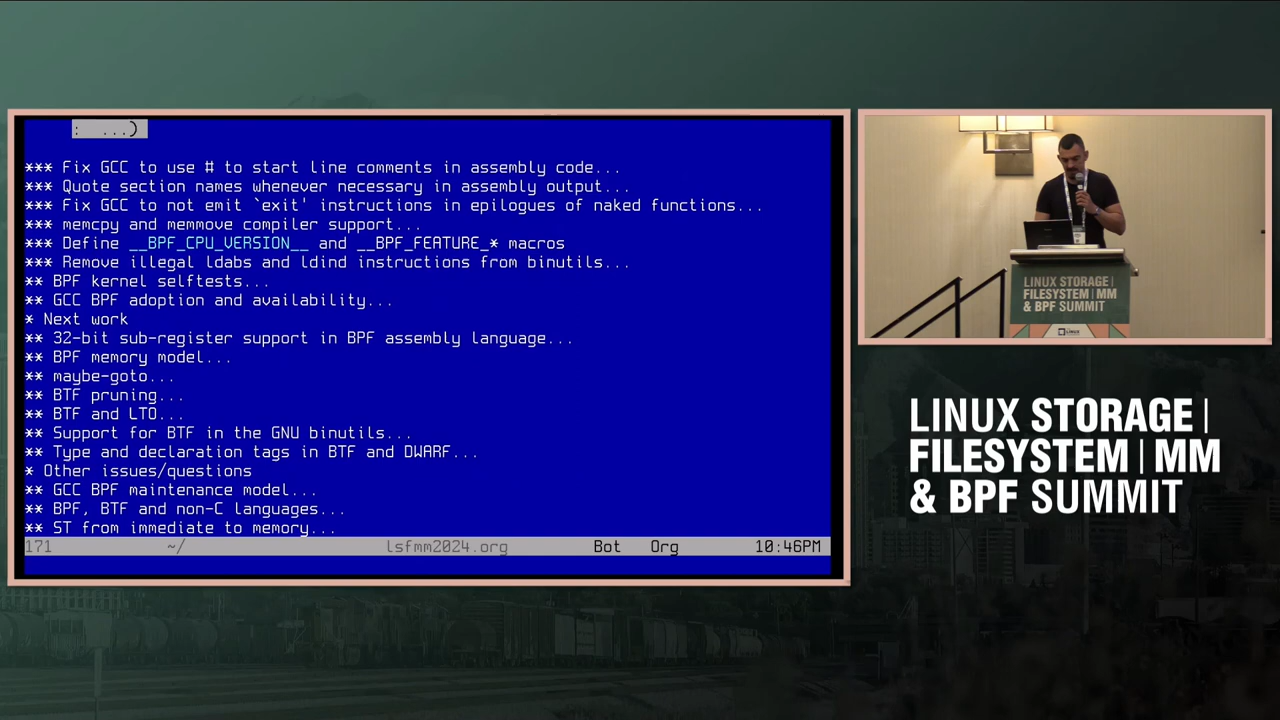 :  ...)
*** Fix GCC to use # to start line comments in assembly code...
*** Quote section names whenever necessary in assembly output...
*** Fix GCC to not emit `exit' instructions in epilogues of naked functions...
*** memcpy and memmove compiler support...
*** Define __BPF_CPU_VERSION__ and __BPF_FEATURE_* macros
*** Remove illegal ldabs and ldind instructions from binutils...
** BPF kernel selftests...
** GCC BPF adoption and availability...
* Next work
** 32-bit sub-register support in BPF assembly language...
** BPF memory model...
** maybe-goto...
** BTF pruning...
** BTF and LTO...
** Support for BTF in the GNU binutils...
** Type and declaration tags in BTF and DWARF...
* Other issues/questions
** GCC BPF maintenance model...
** BPF, BTF and non-C languages...
** ST from immediate to memory...
171 ~/ lsfmm2024.org Bot Org 10:46PM
LINUX STORAGE |
FILESYSTEM | MM
& BPF SUMMIT
LINUX STORAGE |
FILESYSTEM | MM
& BPF SUMMIT